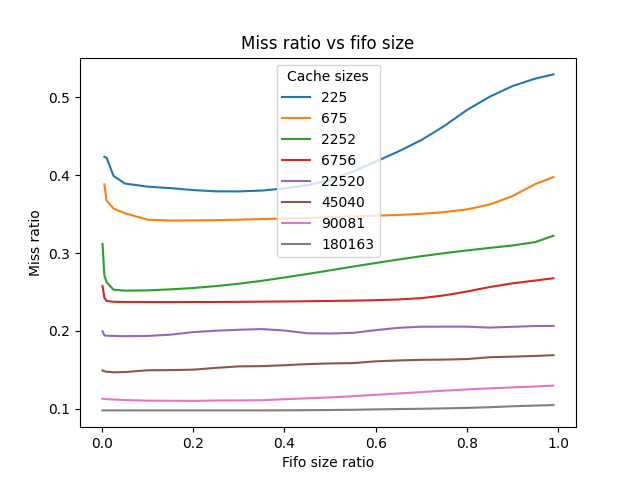 Miss ratio vs fifo size
Cache sizes
225
675
2252
6756
22520
45040
90081
180163
Miss ratio
0.5
0.4
0.3
0.2
0.1
0.0 0.2 0.4 0.6 0.8 1.0
Fifo size ratio